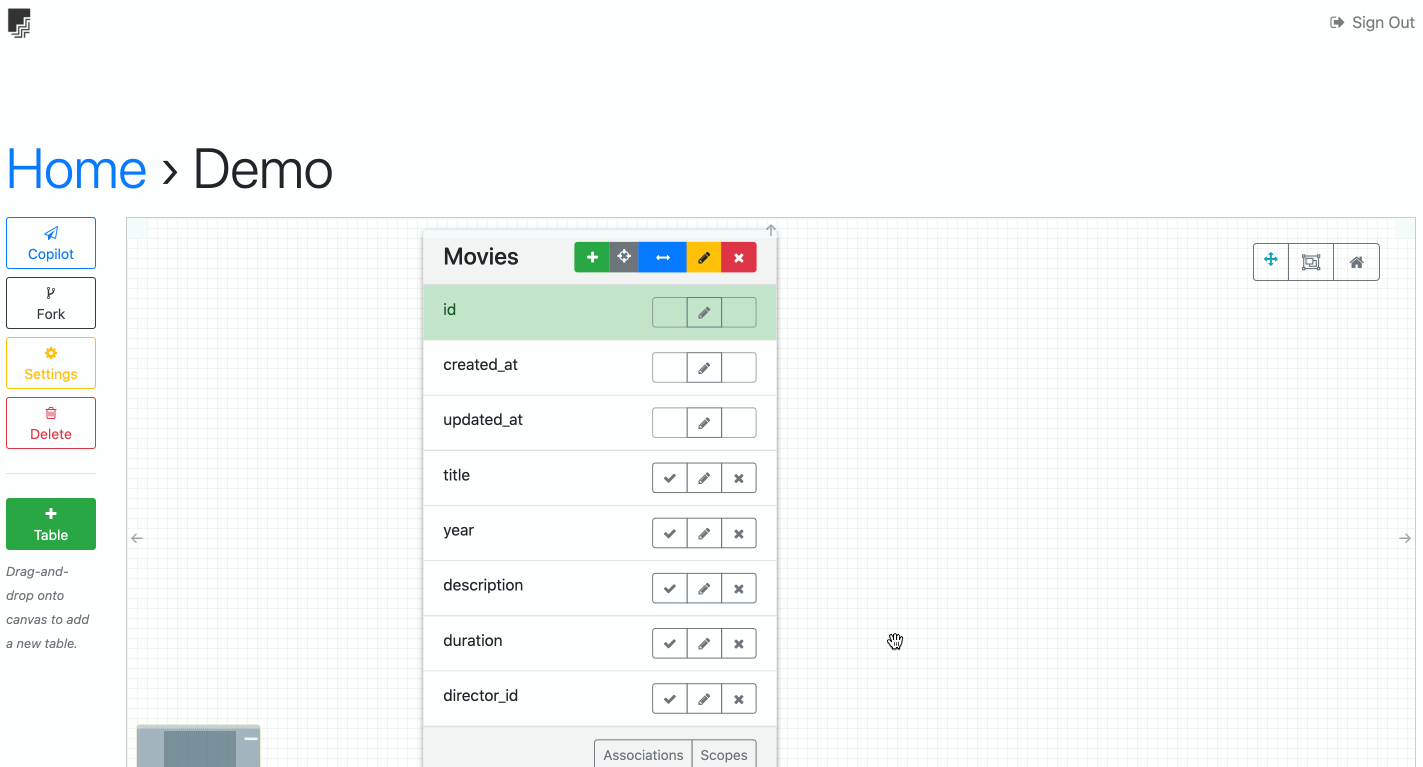 Sign Out
Home › Demo
Copilot
Fork
Settings
Delete
Table
Drag-and-
drop onto
canvas to add
a new table.
Movies
id
created_at
updated_at
title
year
description
duration
director_id
Associations
Scopes